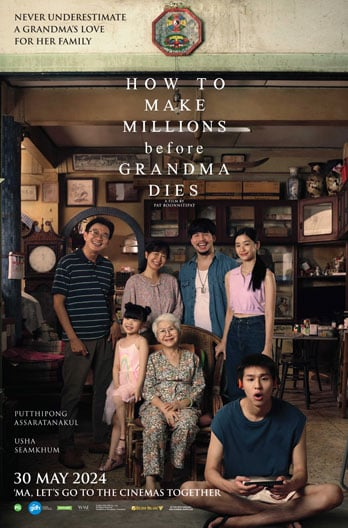 NEVER UNDERESTIMATE
A GRANDMA'S LOVE
FOR HER FAMILY
HOW TO
MAKE
MILLIONS
before
GRANDMA
DIES
A FILM BY
PAT BOONNITIPAT
PUTTHIPONG
ASSARATANAKUL
USHA
SEAMKHUM
30 MAY 2024
'MA, LET'S GO TO THE CINEMAS TOGETHER